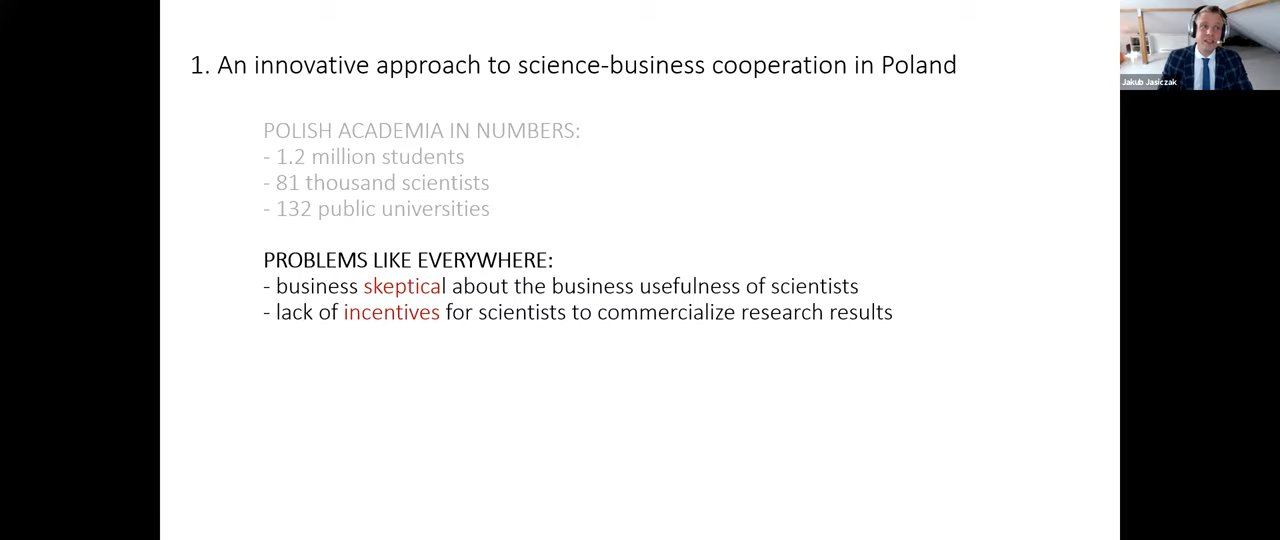 1. An innovative approach to science-business cooperation in Poland
POLISH ACADEMIA IN NUMBERS:
- 1.2 million students
- 81 thousand scientists
- 132 public universities
PROBLEMS LIKE EVERYWHERE:
- business skeptical about the business usefulness of scientists
- lack of incentives for scientists to commercialize research results
Jakub Jasiczak